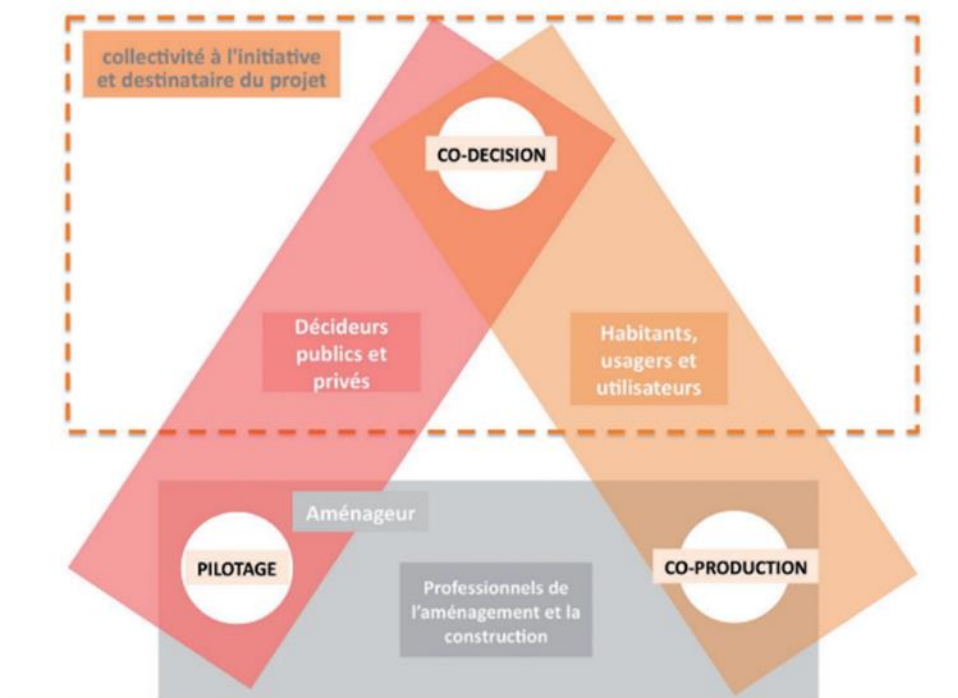 collectivité à l'initiative
et destinataire du projet
CO-DECISION
Décideurs
publics et
privés
Habitants,
usagers et
utilisateurs
Aménageur
PILOTAGE
CO-PRODUCTION
Professionnels de
l'aménagement et la
construction